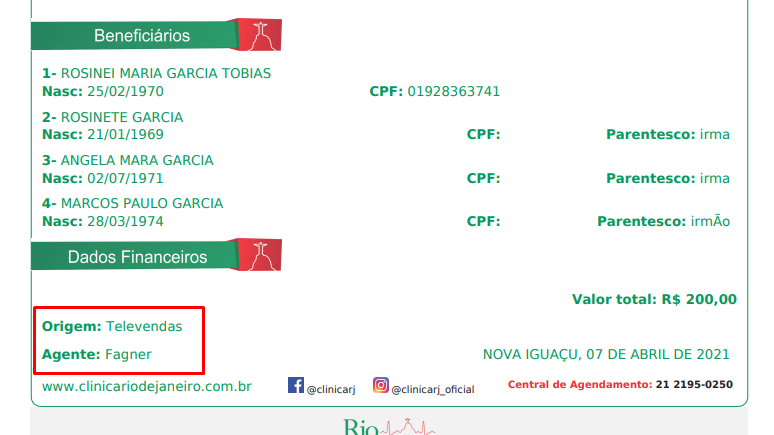 Beneficiários
1- ROSINEI MARIA GARCIA TOBIAS
Nasc: 25/02/1970 CPF: 01928363741
2- ROSINETE GARCIA
Nasc: 21/01/1969 CPF: Parentesco: irma
3- ANGELA MARA GARCIA
Nasc: 02/07/1971 CPF: Parentesco: irma
4- MARCOS PAULO GARCIA
Nasc: 28/03/1974 CPF: Parentesco: irmÃo
Dados Financeiros
Valor total: R$ 200,00
Origem: Televendas
Agente: Fagner NOVA IGUAÇU, 07 DE ABRIL DE 2021
www.clinicariodejaneiro.com.br @clinicarj @clinicarj_oficial Central de Agendamento: 21 2195-0250
Rio